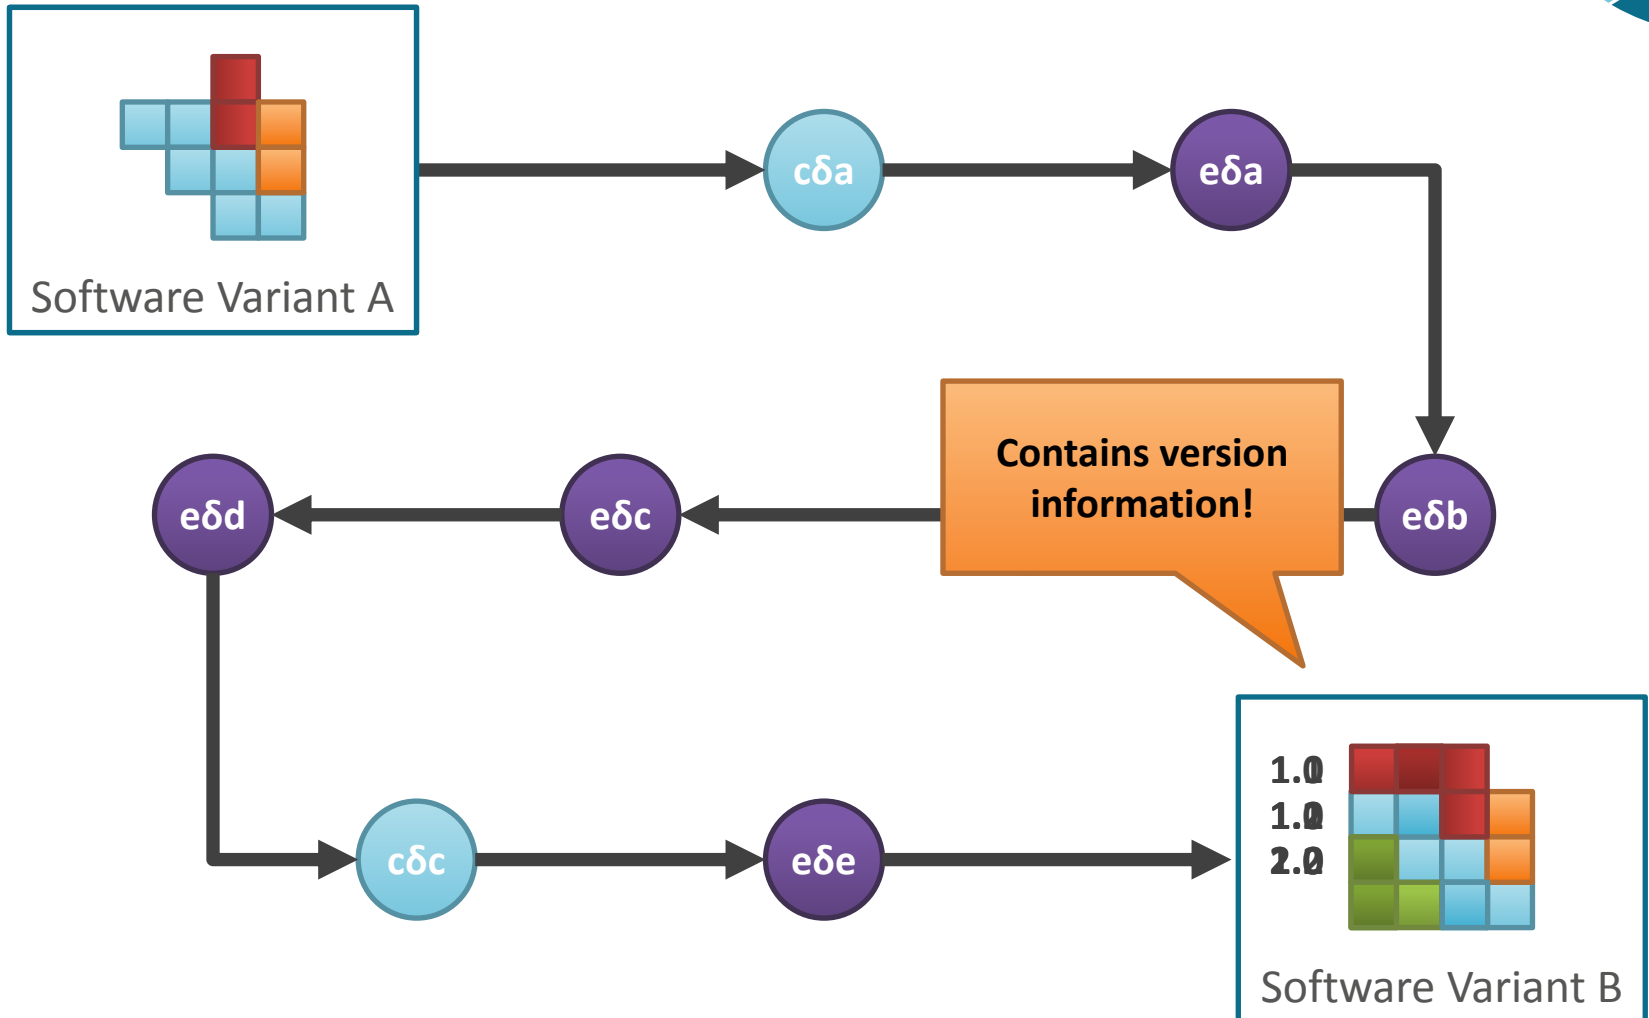 Software Variant A
cδa
eδa
Contains version
information!
eδd
eδc
eδb
cδc
eδe
Software Variant B